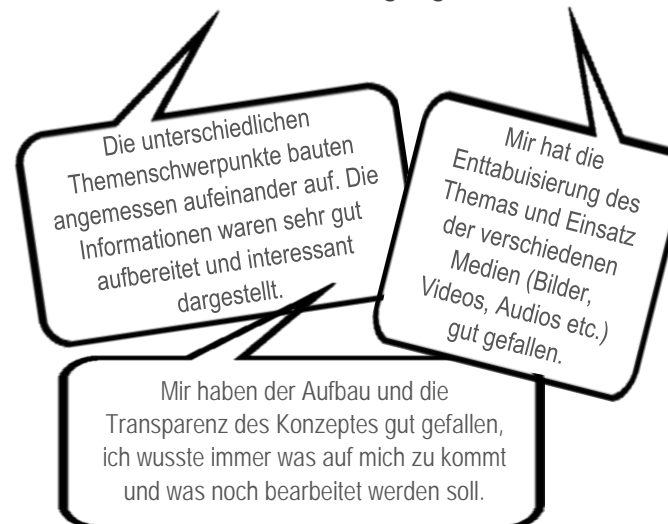 Die unterschiedlichen
Themenschwerpunkte bauten
angemessen aufeinander auf. Die
Informationen waren sehr gut
aufbereitet und interessant
dargestellt.
Mir hat die
Enttabuisierung des
Themas und Einsatz
der verschiedenen
Medien (Bilder,
Videos, Audios etc.)
gut gefallen.
Mir haben der Aufbau und die
Transparenz des Konzeptes gut gefallen,
ich wusste immer was auf mich zu kommt
und was noch bearbeitet werden soll.